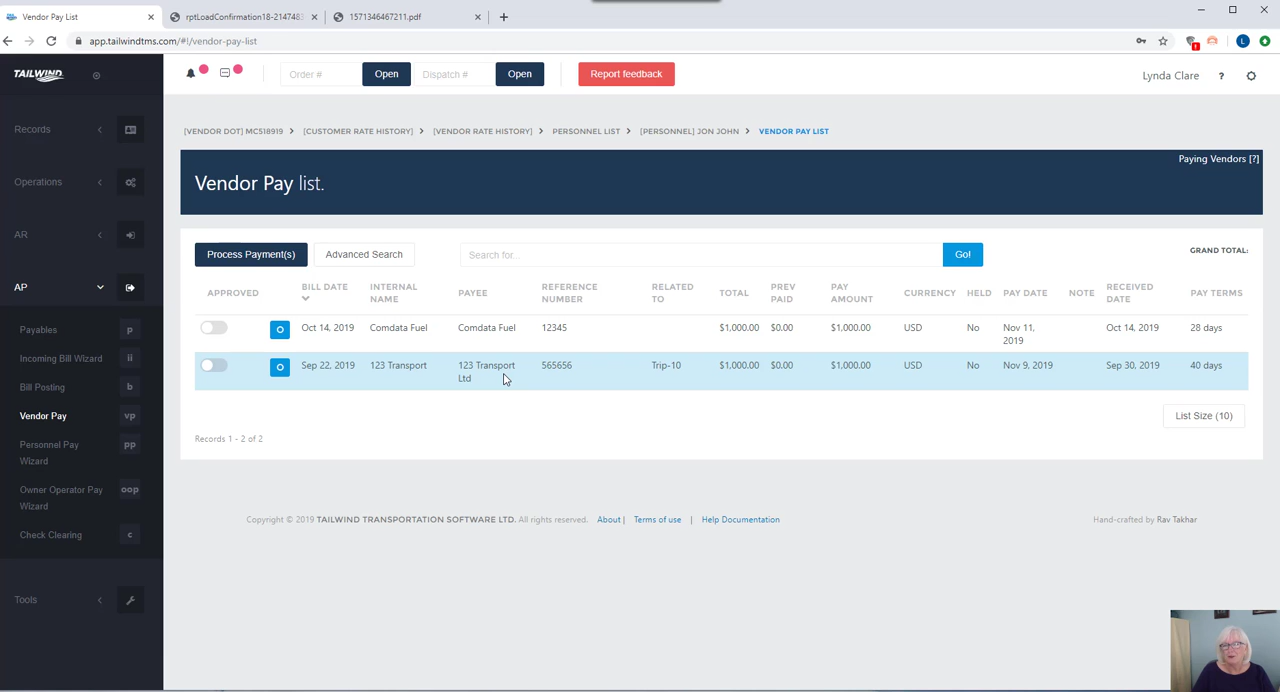 Vendor Pay List
rptLoadConfirmation18-2147483
1571346467211.pdf
app.tailwindtms.com/#!/vendor-pay-list
L
TAILWIND
Order #
Open
Dispatch #
Open
Report feedback
Lynda Clare
?
Records
Operations
AR
AP
Payables p
Incoming Bill Wizard ii
Bill Posting b
Vendor Pay vp
Personnel Pay pp
Wizard
Owner Operator Pay oop
Wizard
Check Clearing c
Tools
[VENDOR DOT] MC518919 > [CUSTOMER RATE HISTORY] > [VENDOR RATE HISTORY] > PERSONNEL LIST > [PERSONNEL] JON JOHN > VENDOR PAY LIST
Paying Vendors [?]
Vendor Pay list.
Process Payment(s)
Advanced Search
Search for...
Go!
GRAND TOTAL:
APPROVED BILL DATE INTERNAL NAME PAYEE REFERENCE NUMBER RELATED TO TOTAL PREV PAID PAY AMOUNT CURRENCY HELD PAY DATE NOTE RECEIVED DATE PAY TERMS
O Oct 14, 2019 Comdata Fuel Comdata Fuel 12345 $1,000.00 $0.00 $1,000.00 USD No Nov 11, 2019 Oct 14, 2019 28 days
O Sep 22, 2019 123 Transport 123 Transport Ltd 565656 Trip-10 $1,000.00 $0.00 $1,000.00 USD No Nov 9, 2019 Sep 30, 2019 40 days
List Size (10)
Records 1 - 2 of 2
Copyright © 2019 TAILWIND TRANSPORTATION SOFTWARE LTD. All rights reserved. About | Terms of use | Help Documentation
Hand-crafted by Rav Takhar